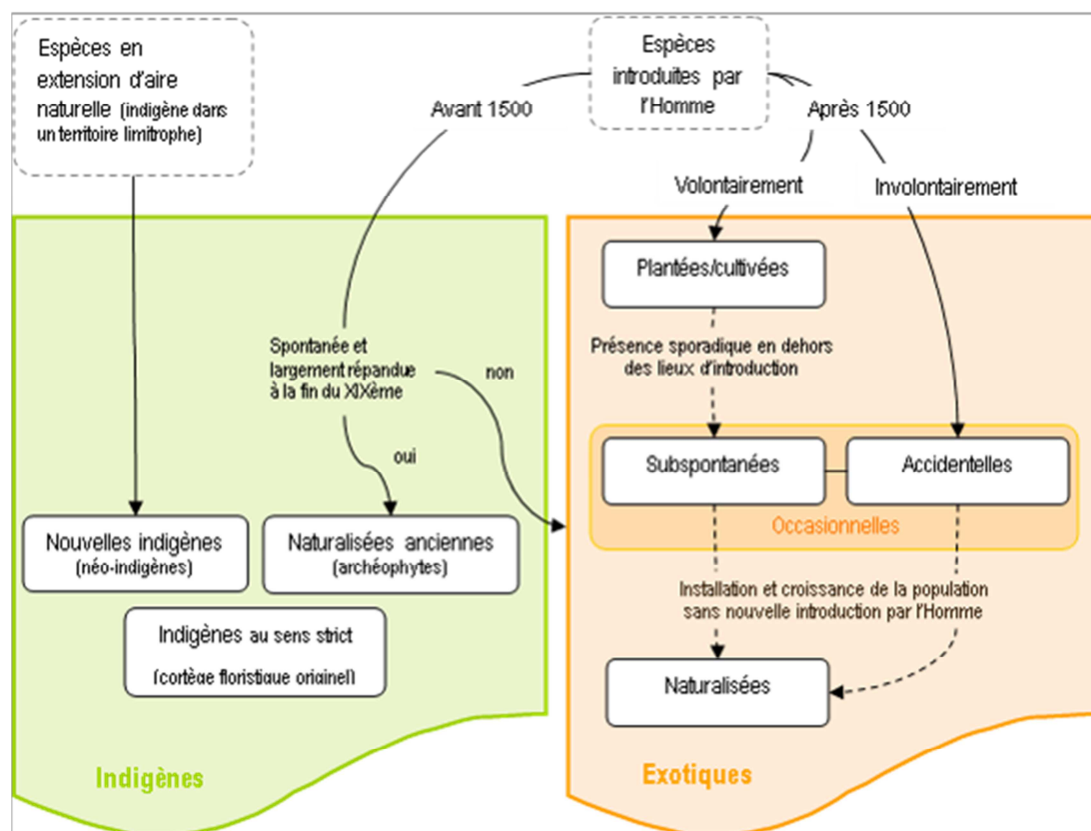 Espèces en
extension d'aire
naturelle (indigène dans
un territoire limitrophe)
Espèces
introduites par
l'Homme
Avant 1500
Après 1500
Volontairement
Involontairement
Plantées/cultivées
Présence sporadique en dehors
des lieux d'introduction
Spontanée et
largement répandue
à la fin du XIXème
non
oui
Subspontanées
Accidentelles
Occasionnelles
Nouvelles indigènes
(néo-indigènes)
Naturalisées anciennes
(archéophytes)
Installation et croissance de la population
sans nouvelle introduction par l'Homme
Indigènes au sens strict
(cortège floristique originel)
Naturalisées
Indigènes
Exotiques